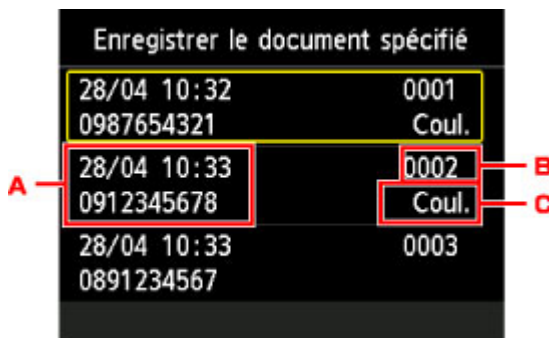 Enregistrer le document spécifié
28/04 10:32 0001
0987654321 Coul.
28/04 10:33 0002
0912345678 Coul.
28/04 10:33 0003
0891234567
A
B
C